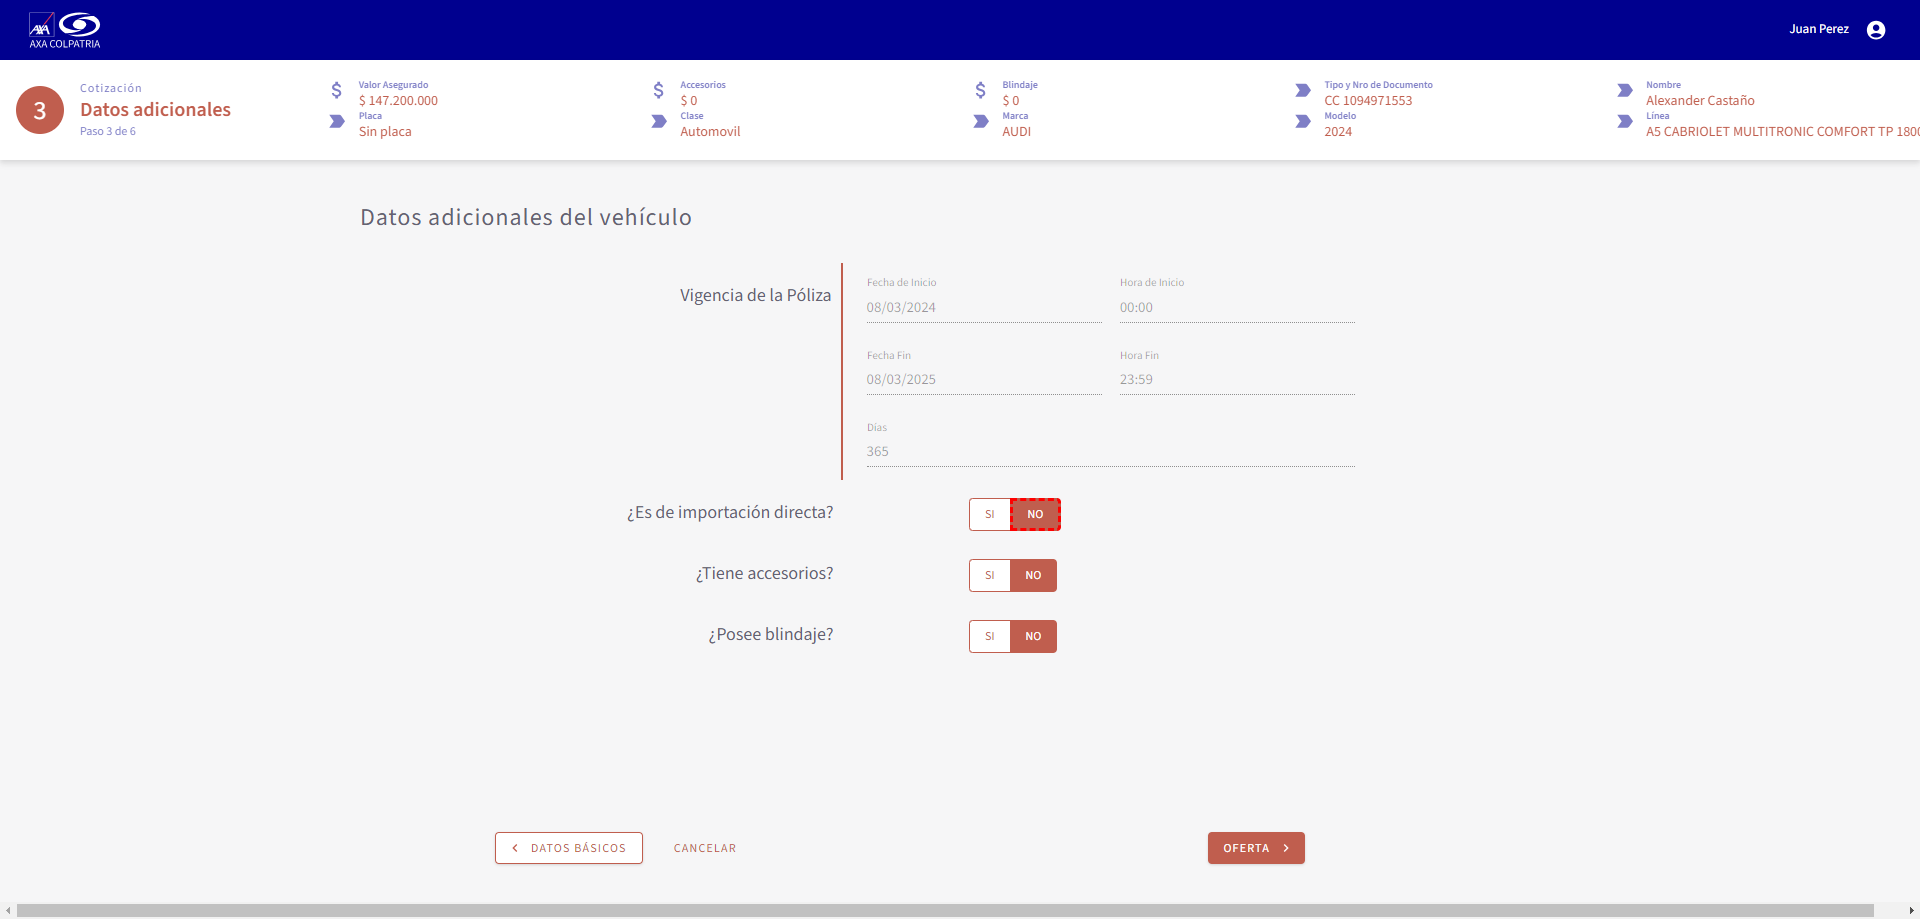 AXA
AXA COLPATRIA
Juan Perez
3
Cotización
Datos adicionales
Paso 3 de 6
Valor Asegurado
$ 147.200.000
Placa
Sin placa
Accesorios
$ 0
Clase
Automovil
Blindaje
$ 0
Marca
AUDI
Tipo y Nro de Documento
CC 1094971553
Modelo
2024
Nombre
Alexander Castaño
Línea
A5 CABRIOLET MULTITRONIC COMFORT TP 1800
Datos adicionales del vehículo
Vigencia de la Póliza
Fecha de Inicio
08/03/2024
Hora de Inicio
00:00
Fecha Fin
08/03/2025
Hora Fin
23:59
Días
365
¿Es de importación directa?
SI NO
¿Tiene accesorios?
SI NO
¿Posee blindaje?
SI NO
DATOS BÁSICOS
CANCELAR
OFERTA